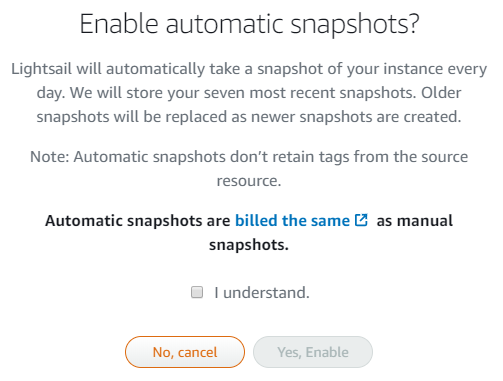 Enable automatic snapshots?
Lightsail will automatically take a snapshot of your instance every
day. We will store your seven most recent snapshots. Older
snapshots will be replaced as newer snapshots are created.
Note: Automatic snapshots don’t retain tags from the source
resource.
Automatic snapshots are billed the same as manual
snapshots.
I understand.
No, cancel
Yes, Enable